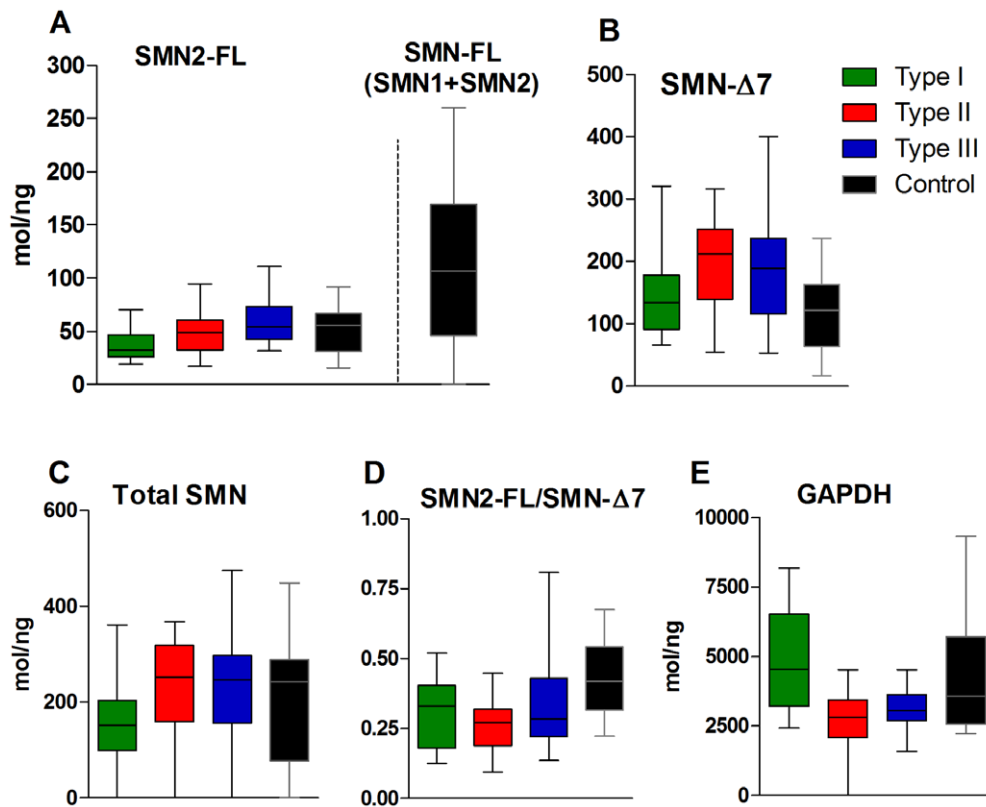 A
SMN2-FL
SMN-FL
(SMN1+SMN2)
mol/ng
300
250
200
150
100
50
0
B
SMN-Δ7
500
400
300
200
100
0
Type I
Type II
Type III
Control
C
Total SMN
mol/ng
600
400
200
0
D
SMN2-FL/SMN-Δ7
1.00
0.75
0.50
0.25
0.00
E
GAPDH
mol/ng
10000
7500
5000
2500
0